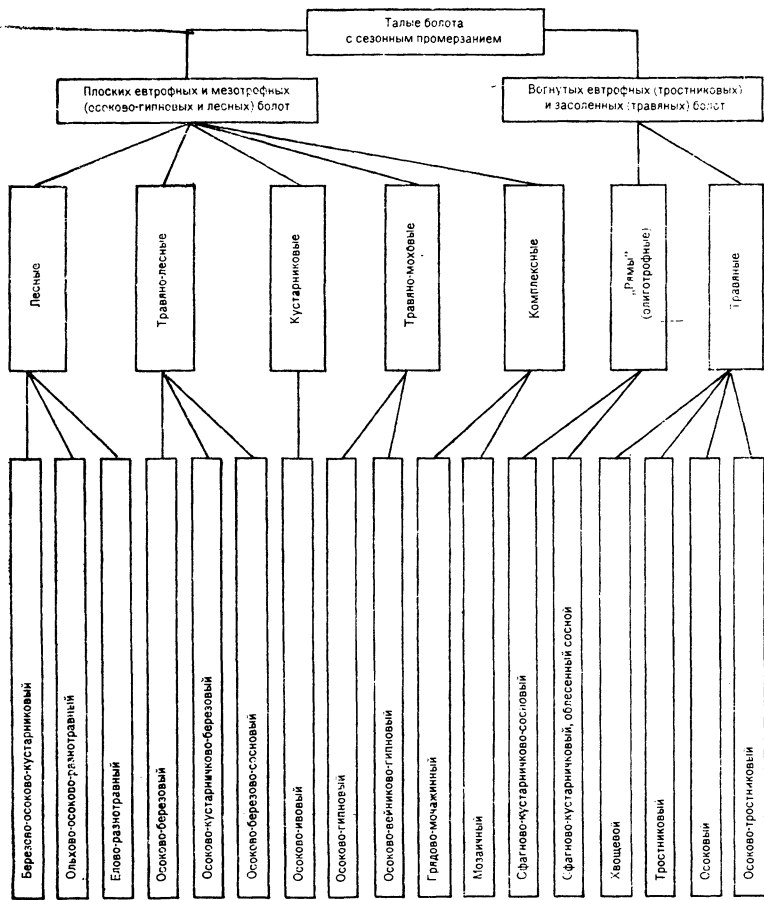 Талые болота
с сезонным промерзанием
Плоских евтрофных и мезотрофных
(осоково-гипновых и лесных) болот
Вогнутых евтрофных (тростниковых)
и засоленных (травяных) болот
Лесные
Травяно-лесные
Кустарниковые
Травяно-моховые
Комплексные
„Рямы”
(олиготрофные)
Травяные
Березово-осоково-кустарниковый
Ольхово-осоково-разнотравный
Елово-разнотравный
Осоково-березовый
Осоково-кустарничково-березовый
Осоково-березово-сосновый
Осоково-ивовый
Осоково-гипновый
Осоково-вейниково-гипновый
Грядово-мочажинный
Мозаичный
Сфагново-кустарничково-сосновый
Сфагново-кустарничковый, облесенный сосной
Хвощевой
Тростниковый
Осоковый
Осоково-тростниковый